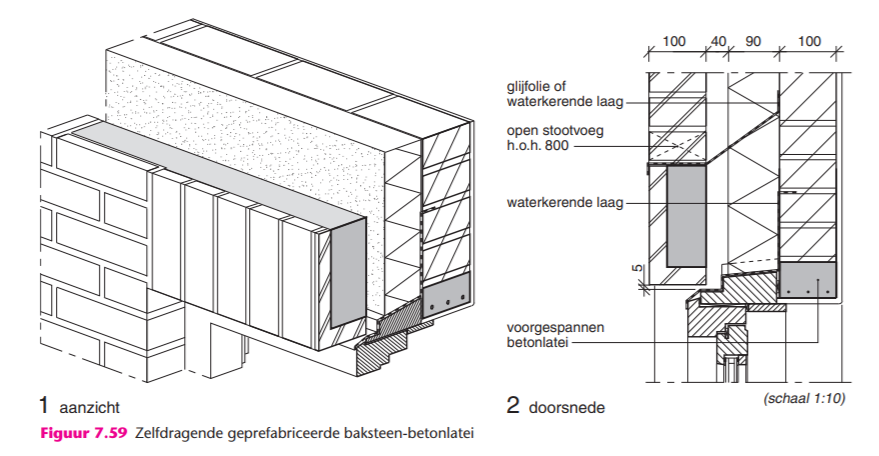 100 40 90 100
glijfolie of
waterkerende laag
open stootvoeg
h.o.h. 800
waterkerende laag
5
voorgespannen
betonlatei
1 aanzicht
2 doorsnede
(schaal 1:10)
Figuur 7.59 Zelfdragende geprefabriceerde baksteen-betonlatei